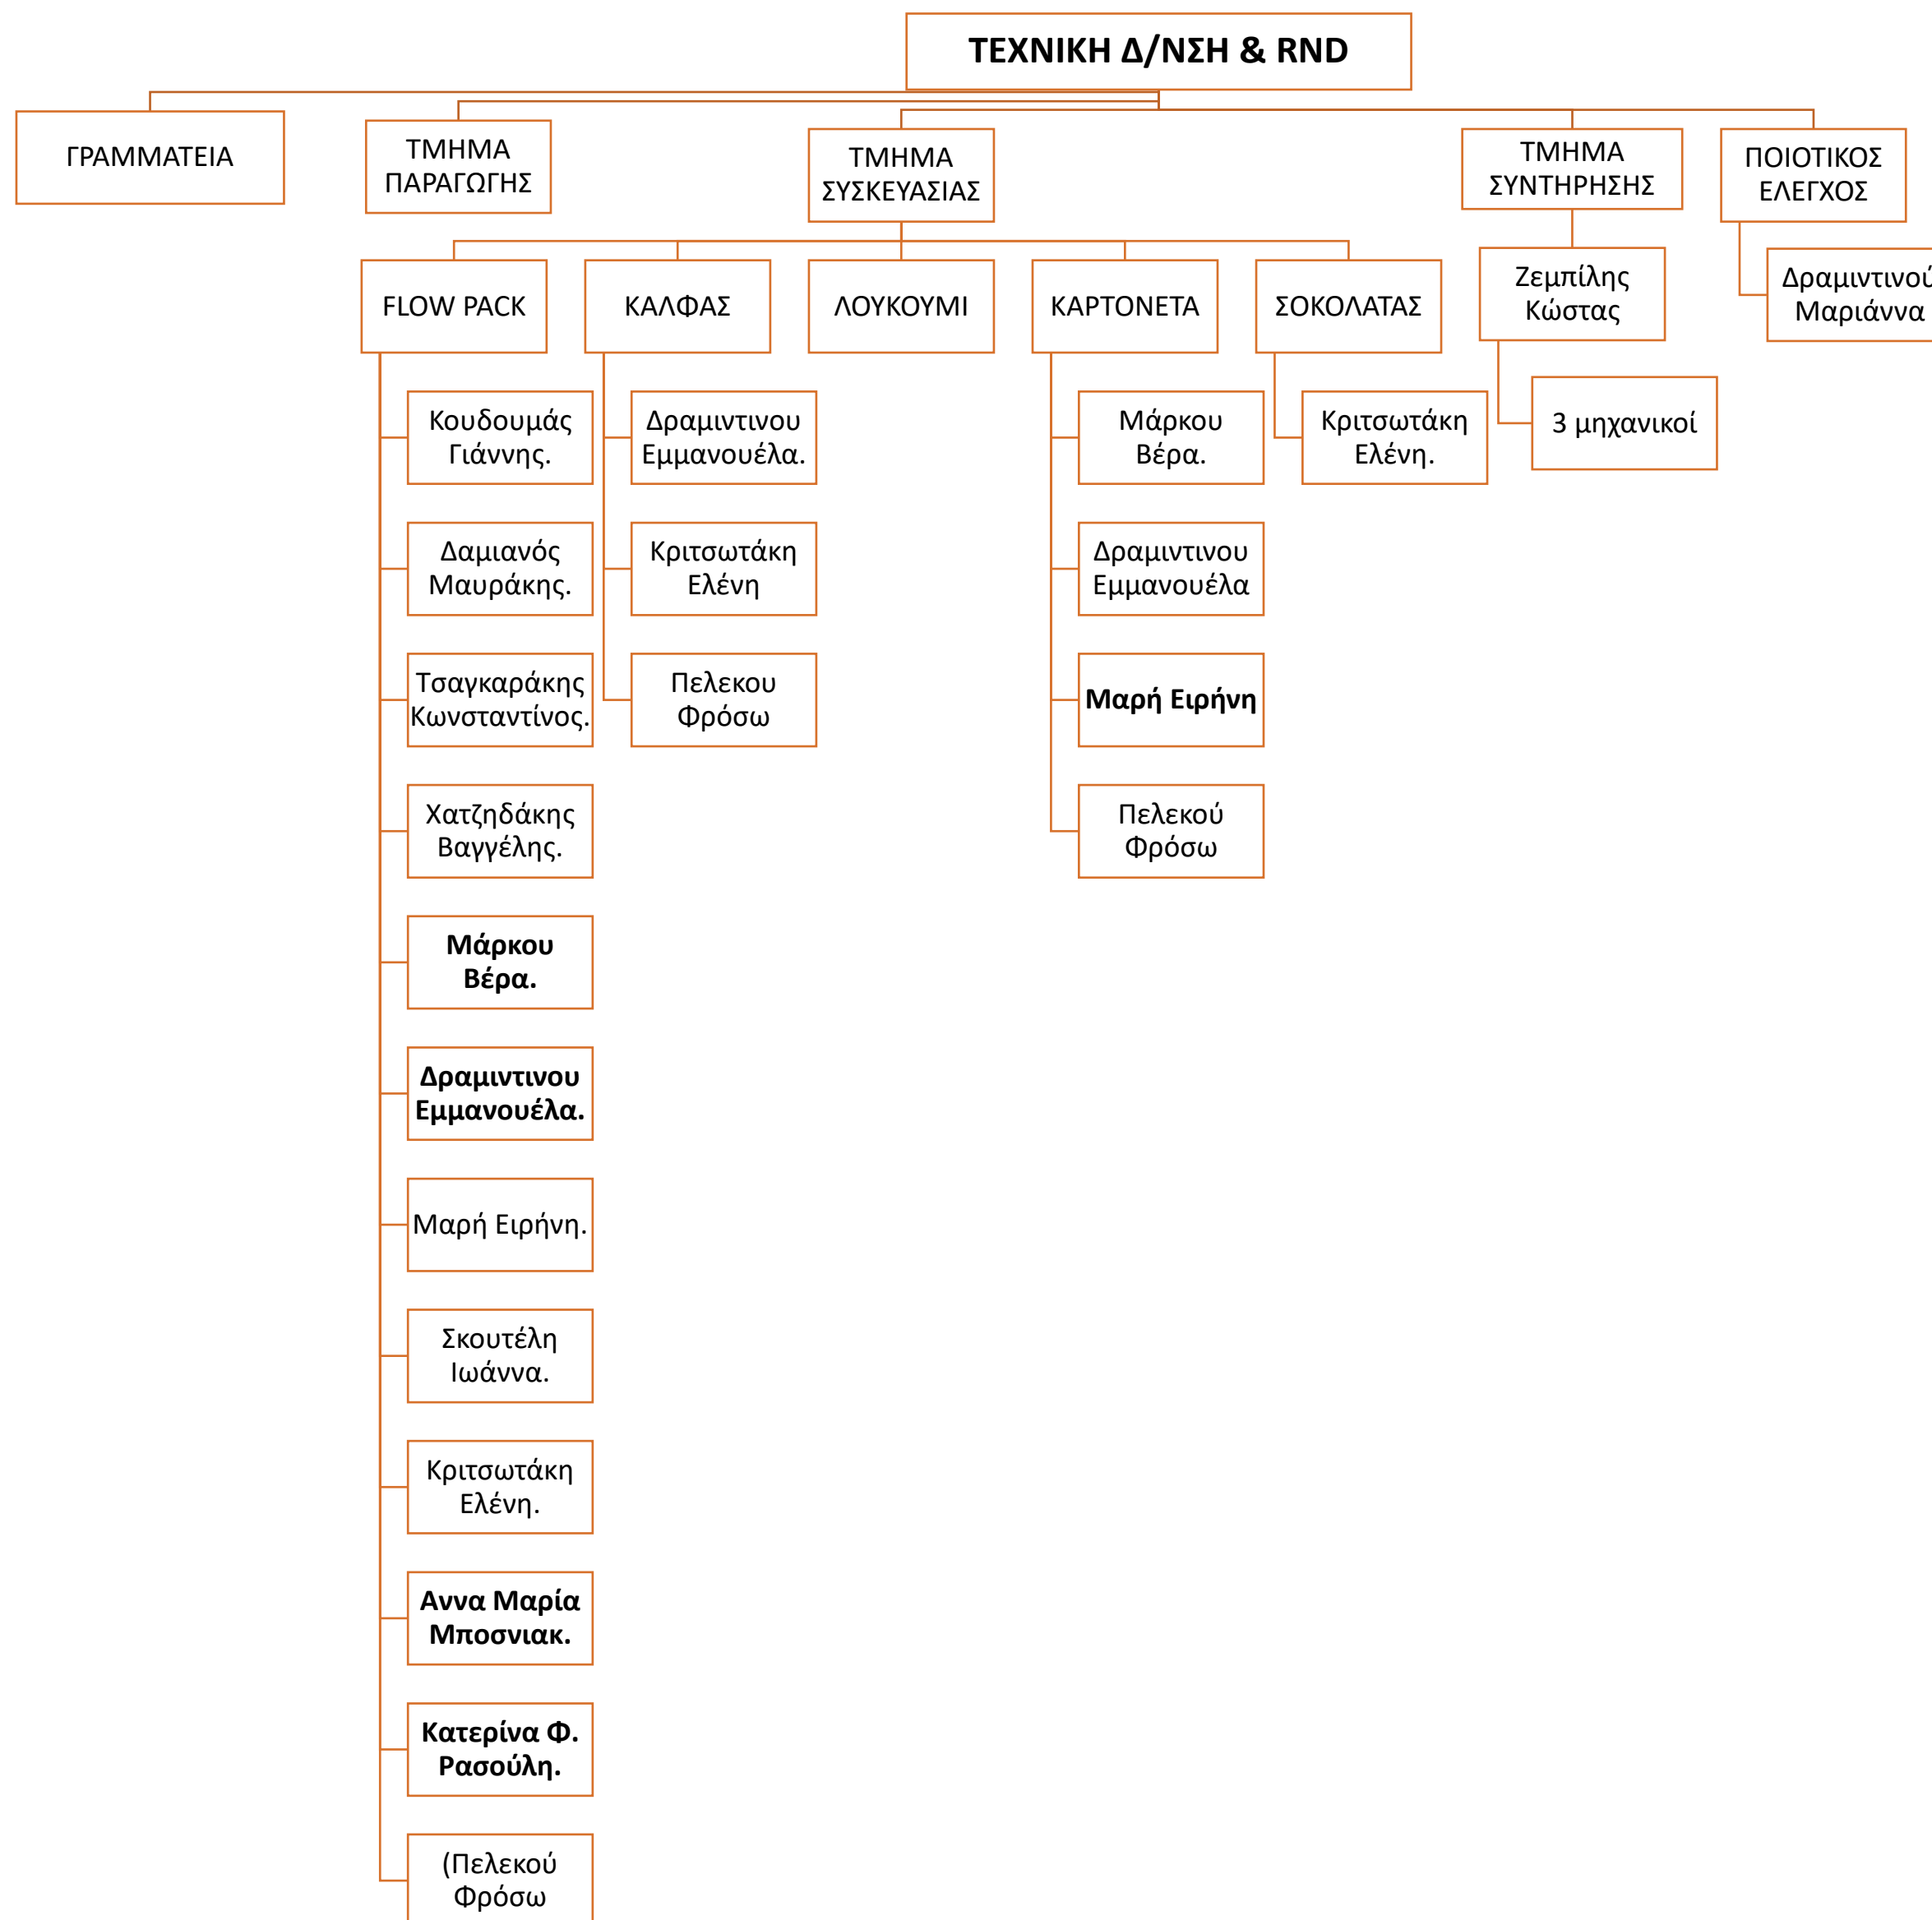 ΤΕΧΝΙΚΗ Δ/ΝΣΗ & RND
ΓΡΑΜΜΑΤΕΙΑ
ΤΜΗΜΑ
ΠΑΡΑΓΩΓΗΣ
ΤΜΗΜΑ
ΣΥΣΚΕΥΑΣΙΑΣ
ΤΜΗΜΑ
ΣΥΝΤΗΡΗΣΗΣ
ΠΟΙΟΤΙΚΟΣ
ΕΛΕΓΧΟΣ
FLOW PACK
ΚΑΛΦΑΣ
ΛΟΥΚΟΥΜΙ
ΚΑΡΤΟΝΕΤΑ
ΣΟΚΟΛΑΤΑΣ
Ζεμπίλης
Κώστας
Δραμιντινού
Μαριάννα
3 μηχανικοί
Κουδουμάς
Γιάννης.
Δαμιανός
Μαυράκης.
Τσαγκαράκης
Κωνσταντίνος.
Χατζηδάκης
Βαγγέλης.
Μάρκου
Βέρα.
Δραμιντινου
Εμμανουέλα.
Μαρή Ειρήνη.
Σκουτέλη
Ιωάννα.
Κριτσωτάκη
Ελένη.
Αννα Μαρία
Μποσνιακ.
Κατερίνα Φ.
Ρασούλη.
(Πελεκού
Φρόσω
Δραμιντινου
Εμμανουέλα.
Κριτσωτάκη
Ελένη
Πελεκου
Φρόσω
Μάρκου
Βέρα.
Δραμιντινου
Εμμανουέλα
Μαρή Ειρήνη
Πελεκού
Φρόσω
Κριτσωτάκη
Ελένη.